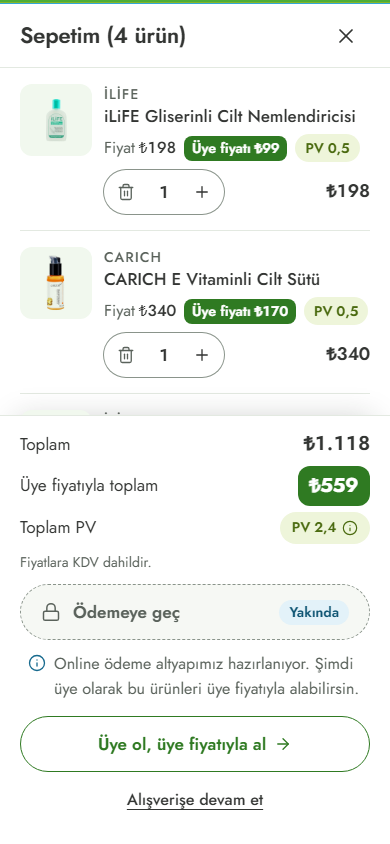 Sepetim (4 ürün)
İLİFE
iLiFE Gliserinli Cilt Nemlendiricisi
Fiyat ₺198 Üye fiyatı ₺99 PV 0,5
1 ₺198
CARICH
CARICH E Vitaminli Cilt Sütü
Fiyat ₺340 Üye fiyatı ₺170 PV 0,5
1 ₺340
Toplam ₺1.118
Üye fiyatıyla toplam ₺559
Toplam PV PV 2,4
Fiyatlara KDV dahildir.
Ödemeye geç Yakında
Online ödeme altyapımız hazırlanıyor. Şimdi
üye olarak bu ürünleri üye fiyatıyla alabilirsin.
Üye ol, üye fiyatıyla al →
Alışverişe devam et